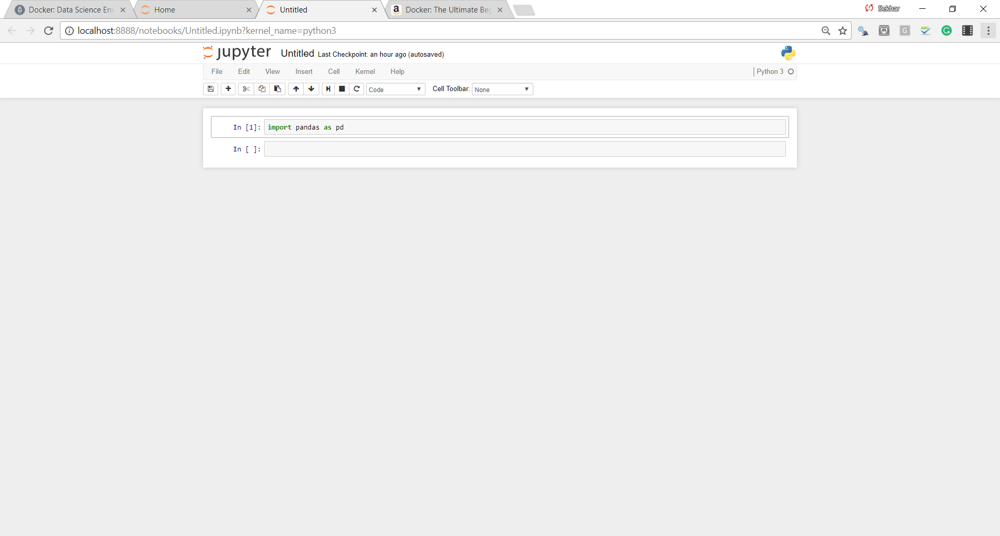 Docker: Data Science Env
Home
Untitled
Docker: The Ultimate Beg
Sekhar
localhost:8888/notebooks/Untitled.ipynb?kernel_name=python3
jupyter Untitled Last Checkpoint: an hour ago (autosaved)
File Edit View Insert Cell Kernel Help Python 3
Code Cell Toolbar: None
In [1]: import pandas as pd
In [ ]: